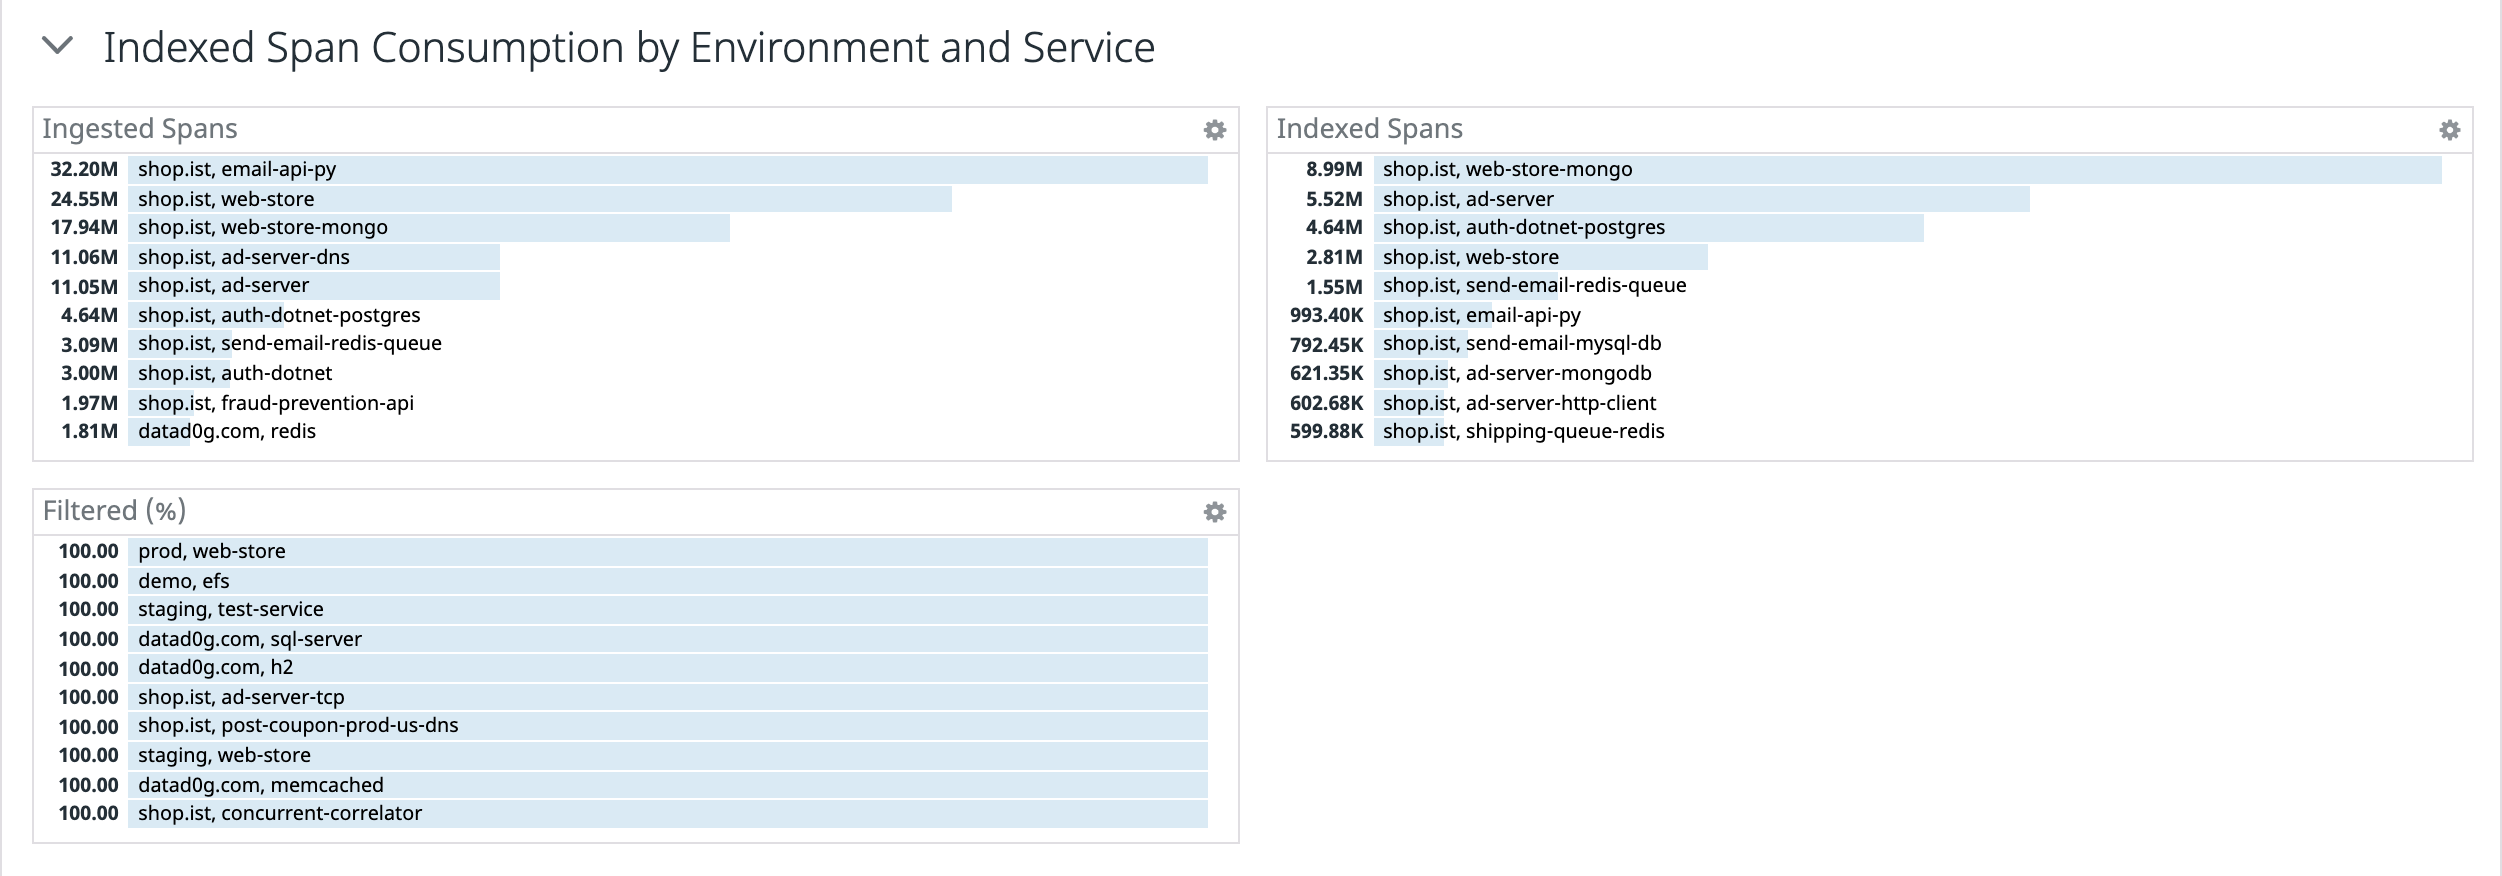 Indexed Span Consumption by Environment and Service
Ingested Spans
32.20M shop.ist, email-api-py
24.55M shop.ist, web-store
17.94M shop.ist, web-store-mongo
11.06M shop.ist, ad-server-dns
11.05M shop.ist, ad-server
4.64M shop.ist, auth-dotnet-postgres
3.09M shop.ist, send-email-redis-queue
3.00M shop.ist, auth-dotnet
1.97M shop.ist, fraud-prevention-api
1.81M datad0g.com, redis
Indexed Spans
8.99M shop.ist, web-store-mongo
5.52M shop.ist, ad-server
4.64M shop.ist, auth-dotnet-postgres
2.81M shop.ist, web-store
1.55M shop.ist, send-email-redis-queue
993.40K shop.ist, email-api-py
792.45K shop.ist, send-email-mysql-db
621.35K shop.ist, ad-server-mongodb
602.68K shop.ist, ad-server-http-client
599.88K shop.ist, shipping-queue-redis
Filtered (%)
100.00 prod, web-store
100.00 demo, efs
100.00 staging, test-service
100.00 datad0g.com, sql-server
100.00 datad0g.com, h2
100.00 shop.ist, ad-server-tcp
100.00 shop.ist, post-coupon-prod-us-dns
100.00 staging, web-store
100.00 datad0g.com, memcached
100.00 shop.ist, concurrent-correlator